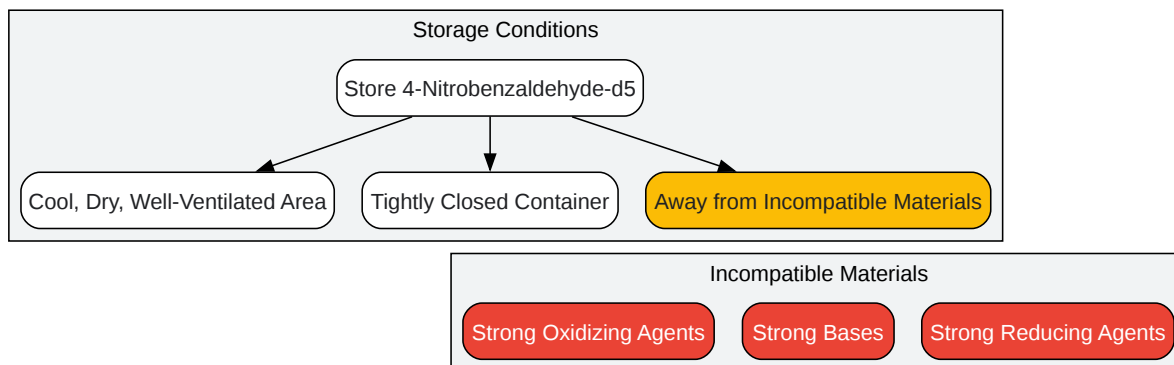 Storage Conditions
Store 4-Nitrobenzaldehyde-d5
Cool, Dry, Well-Ventilated Area
Tightly Closed Container
Away from Incompatible Materials
Incompatible Materials
Strong Oxidizing Agents
Strong Bases
Strong Reducing Agents